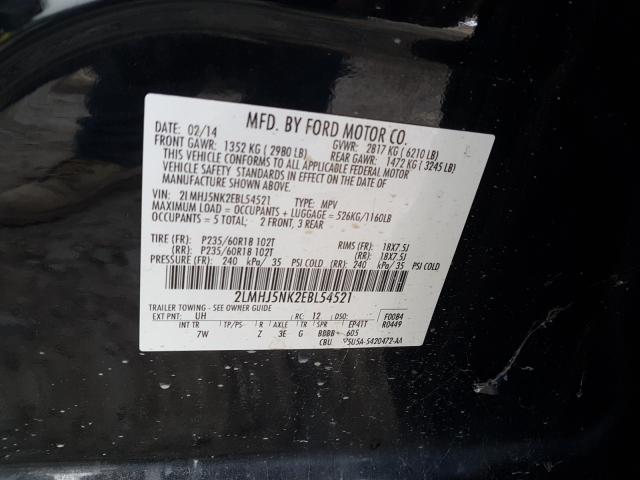 MFD. BY FORD MOTOR CO.
02/14 GVWR: 2817 KG (6210 LB)
FRONT GAWR: 1352 KG (2980 LB) REAR GAWR: 1472 KG (3245 LB)
THIS VEHICLE CONFORMS TO ALL APPLICABLE FEDERAL MOTOR
VEHICLE SAFETY STANDARDS IN EFFECT ON THE DATE OF
MANUFACTURE SHOWN ABOVE.
VIN: 2LMHJ5NK2EBL54521 TYPE: MPV
MAXIMUM LOAD = OCCUPANTS + LUGGAGE = 526KG/1160LB
OCCUPANTS = 5 TOTAL; 2 FRONT, 3 REAR
TIRE (FR): P235/60R18 102T RIMS (FR): 18X7.5J
(RR): P235/60R18 102T (RR): 18X7.5J
PRESSURE (FR): 240 kPa/ 35 PSI COLD (RR): 240 kPa/ 35 PSI COLD
2LMHJ5NK2EBL54521
TRAILER TOWING - SEE OWNER GUIDE
EXT PNT: UH RC: 12 DSO: F0084
INT TR TP/PS R AXLE TR SPR EP41T R0449
7W Z 3E G BBBB 605
CBU 5U5A-5420472-AA